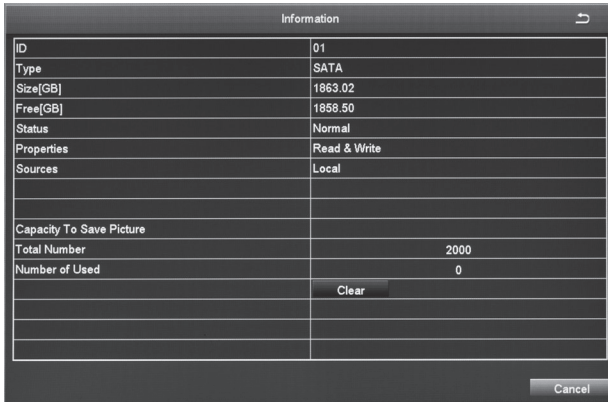 Information
ID 01
Type SATA
Size[GB] 1863.02
Free[GB] 1858.50
Status Normal
Properties Read & Write
Sources Local
Capacity To Save Picture
Total Number 2000
Number of Used 0
Clear
Cancel